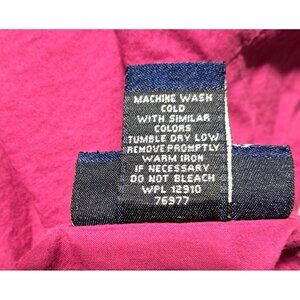 MACHINE WASH
COLD
WITH SIMILAR
COLORS
TUMBLE DRY LOW
REMOVE PROMPTLY
WARM IRON
IF NECESSARY
DO NOT BLEACH
WPL 12910
76977